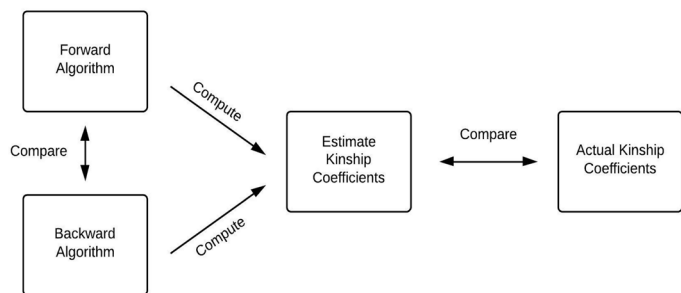 Forward
Algorithm
Compute
Compare
Estimate
Kinship
Coefficients
Compare
Actual Kinship
Coefficients
Backward
Algorithm
Compute